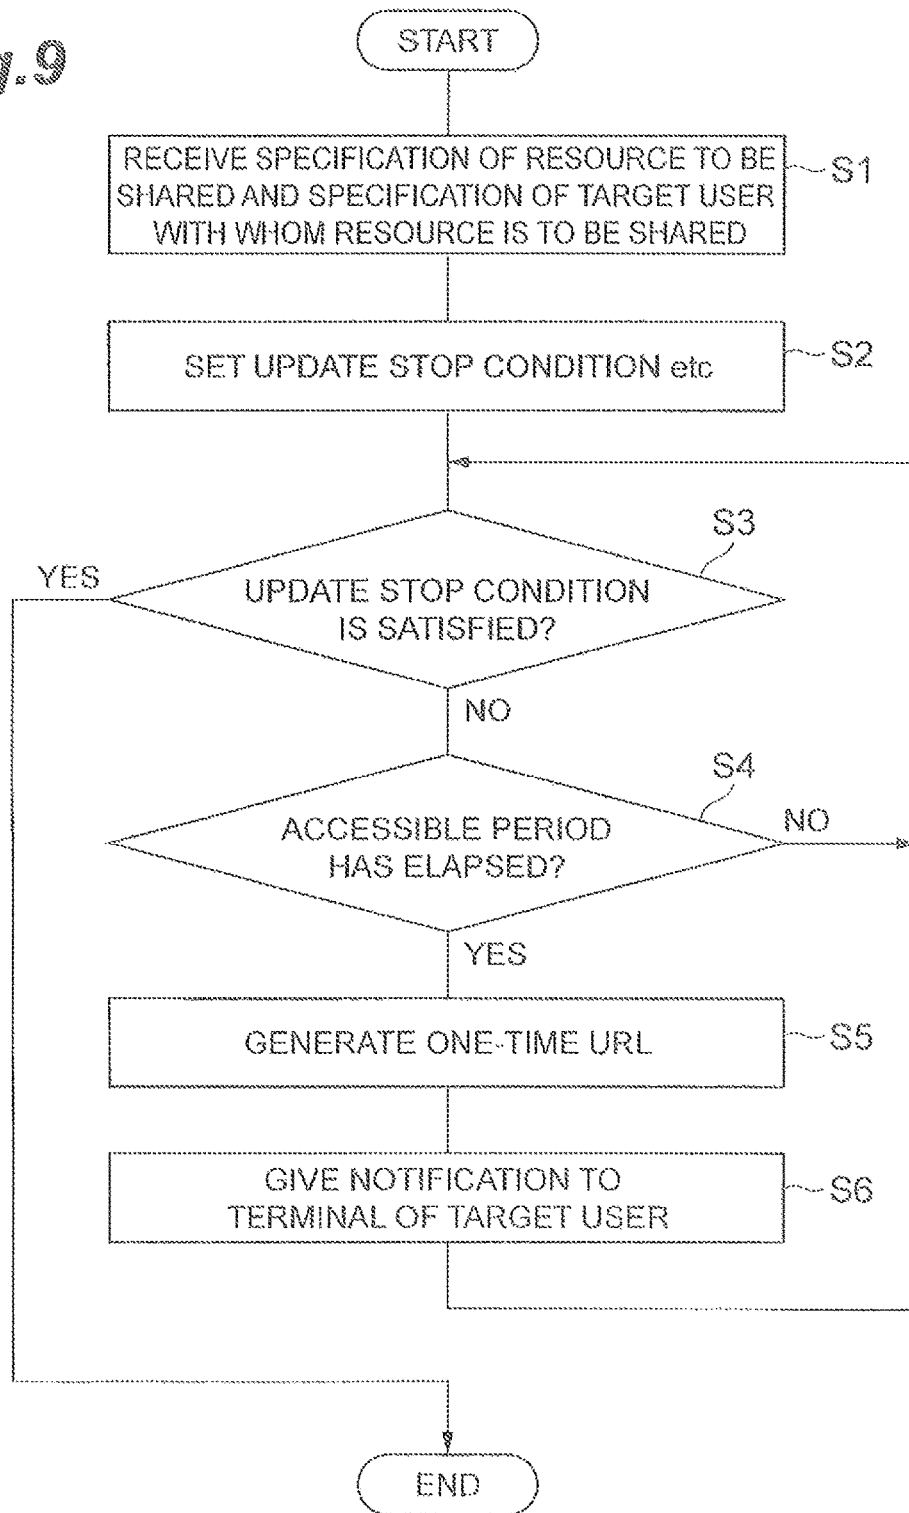 g.9
START
RECEIVE SPECIFICATION OF RESOURCE TO BE
SHARED AND SPECIFICATION OF TARGET USER
WITH WHOM RESOURCE IS TO BE SHARED
S1
SET UPDATE STOP CONDITION etc
S2
S3
YES
UPDATE STOP CONDITION
IS SATISFIED?
NO
S4
ACCESSIBLE PERIOD
HAS ELAPSED?
NO
YES
GENERATE ONE-TIME URL
S5
GIVE NOTIFICATION TO
TERMINAL OF TARGET USER
S6
END